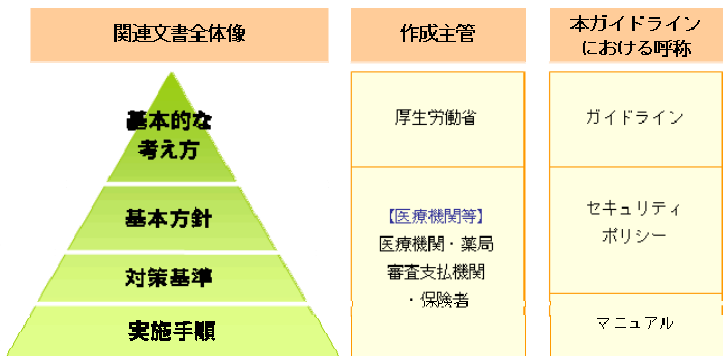 関連文書全体像
作成主管
本ガイドライン
における呼称
基本的な
考え方
厚生労働省
ガイドライン
基本方針
対策基準
実施手順
【医療機関等】
医療機関・薬局
審査支払機関
・保険者
セキュリティ
ポリシー
マニュアル